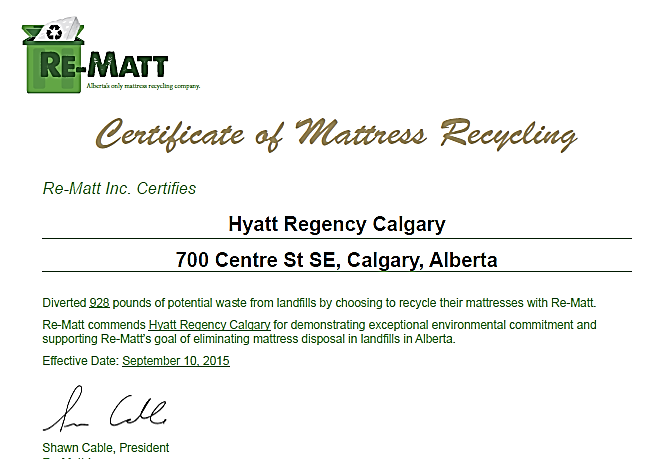 RE-MATT
Alberta's only mattress recycling company.
Certificate of Mattress Recycling
Re-Matt Inc. Certifies
Hyatt Regency Calgary
700 Centre St SE, Calgary, Alberta
Diverted 928 pounds of potential waste from landfills by choosing to recycle their mattresses with Re-Matt.
Re-Matt commends Hyatt Regency Calgary for demonstrating exceptional environmental commitment and
supporting Re-Matt's goal of eliminating mattress disposal in landfills in Alberta.
Effective Date: September 10, 2015
Shawn Cable, President